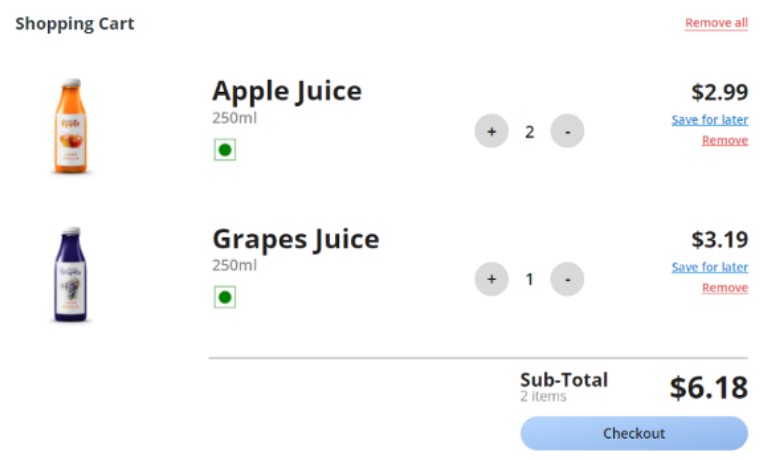 Shopping Cart
Remove all
Apple Juice
250ml
+ 2 -
$2.99
Save for later
Remove
Grapes Juice
250ml
+ 1 -
$3.19
Save for later
Remove
Sub-Total
2 items
$6.18
Checkout